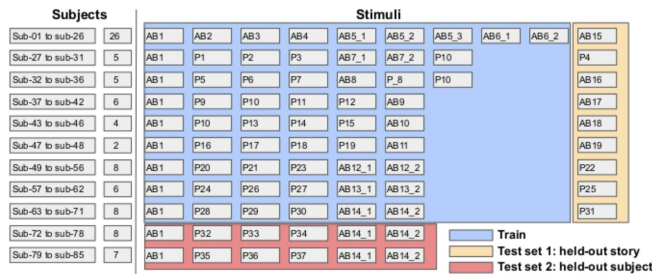 Subjects Stimuli
Sub-01 to sub-26 26 AB1 AB2 AB3 AB4 AB5_1 AB5_2 AB5_3 AB6_1 AB6_2 AB15
Sub-27 to sub-31 5 AB1 P1 P2 P3 AB7_1 AB7_2 P10 P4
Sub-32 to sub-36 5 AB1 P5 P6 P7 AB8 P_8 P10 AB16
Sub-37 to sub-42 6 AB1 P9 P10 P11 P12 AB9 AB17
Sub-43 to sub-46 4 AB1 P10 P13 P14 P15 AB10 AB18
Sub-47 to sub-48 2 AB1 P16 P17 P18 P19 AB11 AB19
Sub-49 to sub-56 8 AB1 P20 P21 P23 AB12_1 AB12_2 P22
Sub-57 to sub-62 6 AB1 P24 P26 P27 AB13_1 AB13_2 P25
Sub-63 to sub-71 8 AB1 P28 P29 P30 AB14_1 AB14_2 P31
Sub-72 to sub-78 8 AB1 P32 P33 P34 AB14_1 AB14_2
Sub-79 to sub-85 7 AB1 P35 P36 P37 AB14_1 AB14_2
Train
Test set 1: held-out story
Test set 2: held-out subject